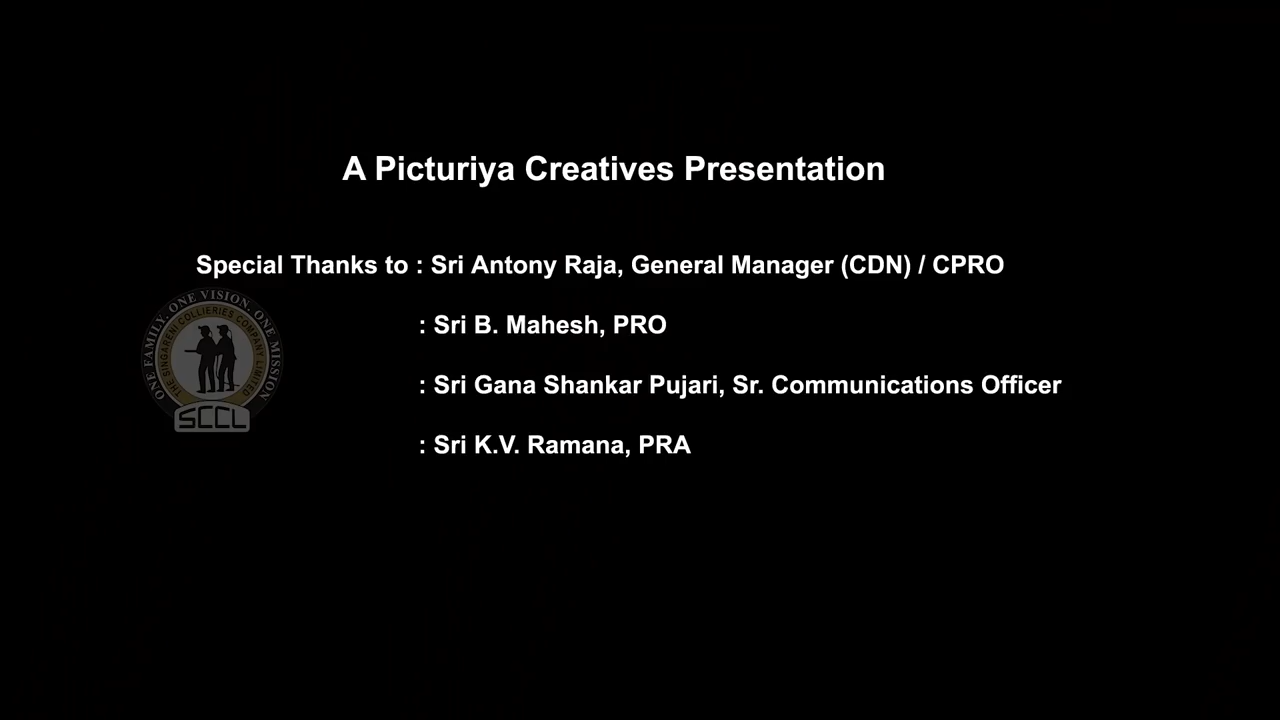 A Picturiya Creatives Presentation
Special Thanks to : Sri Antony Raja, General Manager (CDN) / CPRO
: Sri B. Mahesh, PRO
: Sri Gana Shankar Pujari, Sr. Communications Officer
: Sri K.V. Ramana, PRA
ONE FAMILY. ONE VISION. ONE MISSION
THE SINGARENI COLLIERIES COMPANY LIMITED
SCCL